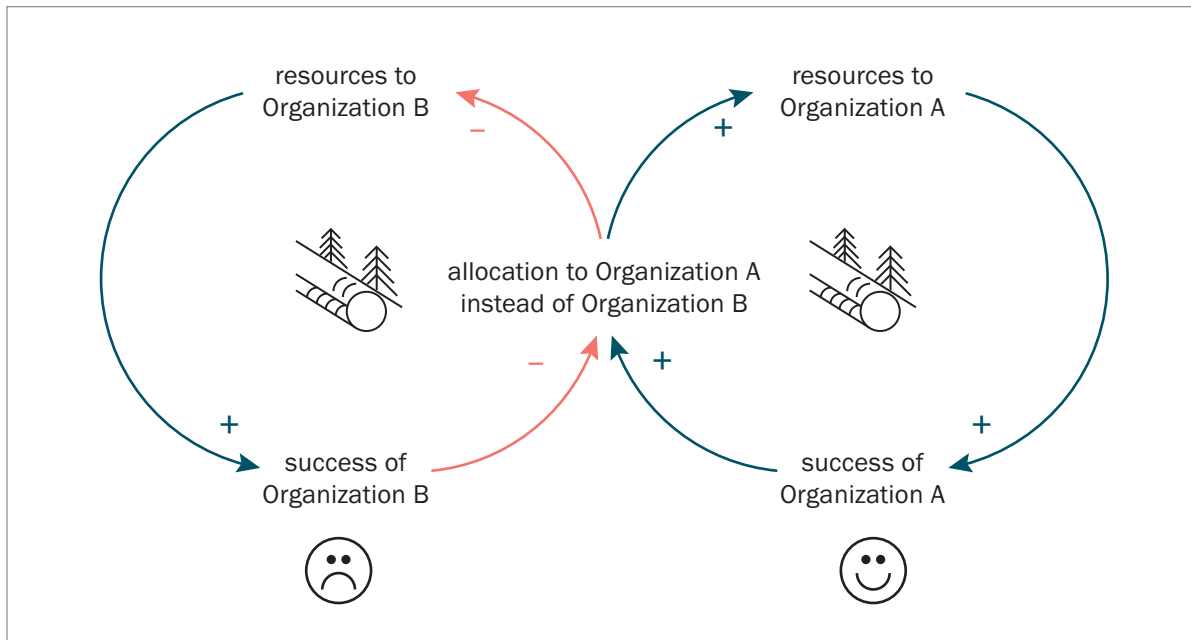 resources to
Organization B
resources to
Organization A
−
+
allocation to Organization A
instead of Organization B
−
+
+
+
success of
Organization B
success of
Organization A